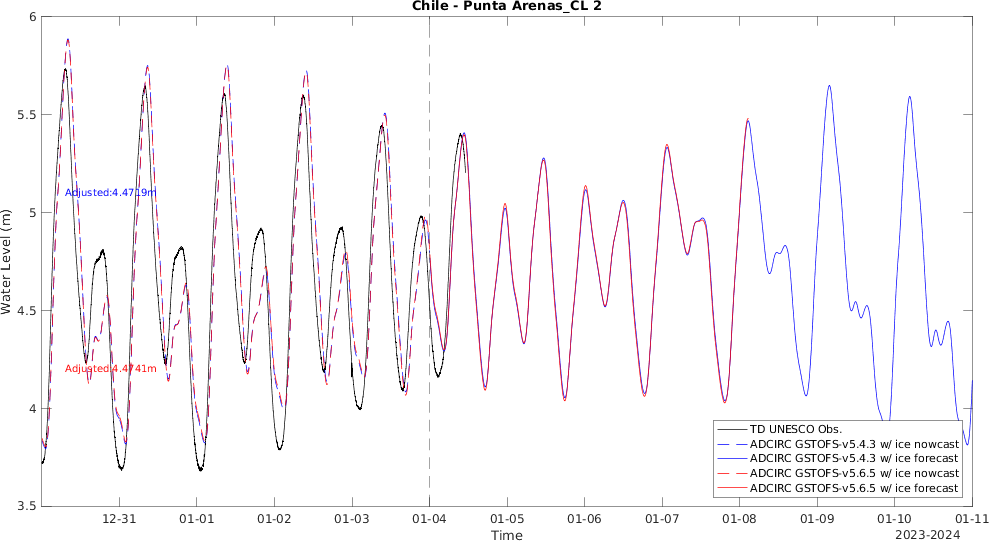 Chile - Punta Arenas_CL 2
Water Level (m)
6
5.5
5
4.5
4
3.5
Adjusted:4.4719m
Adjusted:4.4741m
TD UNESCO Obs.
ADCIRC GSTOFS-v5.4.3 w/ ice nowcast
ADCIRC GSTOFS-v5.4.3 w/ ice forecast
ADCIRC GSTOFS-v5.6.5 w/ ice nowcast
ADCIRC GSTOFS-v5.6.5 w/ ice forecast
12-31 01-01 01-02 01-03 01-04 01-05 01-06 01-07 01-08 01-09 01-10 01-11
Time
2023-2024